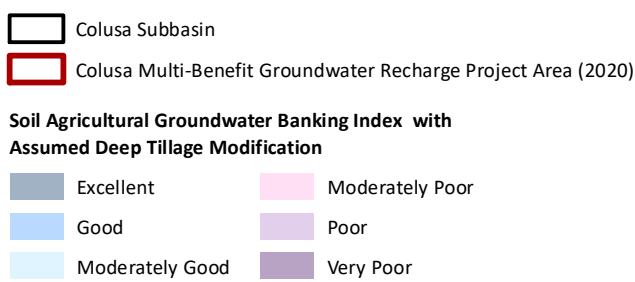 Colusa Subbasin
Colusa Multi-Benefit Groundwater Recharge Project Area (2020)
Soil Agricultural Groundwater Banking Index with
Assumed Deep Tillage Modification
Excellent
Good
Moderately Good
Moderately Poor
Poor
Very Poor